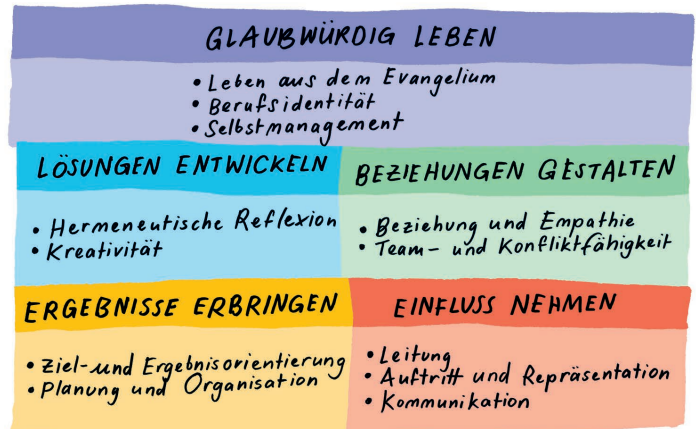 GLAUBWÜRDIG LEBEN
• Leben aus dem Evangelium
• Berufsidentität
• Selbstmanagement
LÖSUNGEN ENTWICKELN
• Hermeneutische Reflexion
• Kreativität
BEZIEHUNGEN GESTALTEN
• Beziehung und Empathie
• Team- und Konfliktfähigkeit
ERGEBNISSE ERBRINGEN
• Ziel- und Ergebnisorientierung
• Planung und Organisation
EINFLUSS NEHMEN
• Leitung
• Auftritt und Repräsentation
• Kommunikation